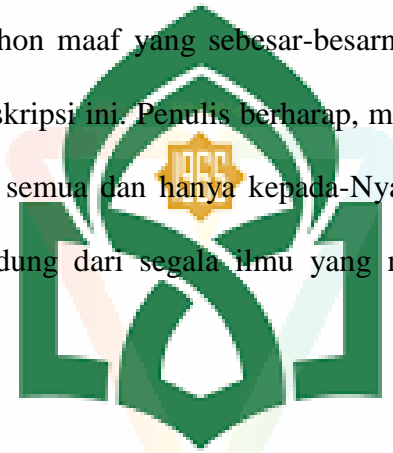 hon maaf yang sebesar-besarn
skripsi ini. Penulis berharap, m
semua dan hanya kepada-Nya
dung dari segala ilmu yang